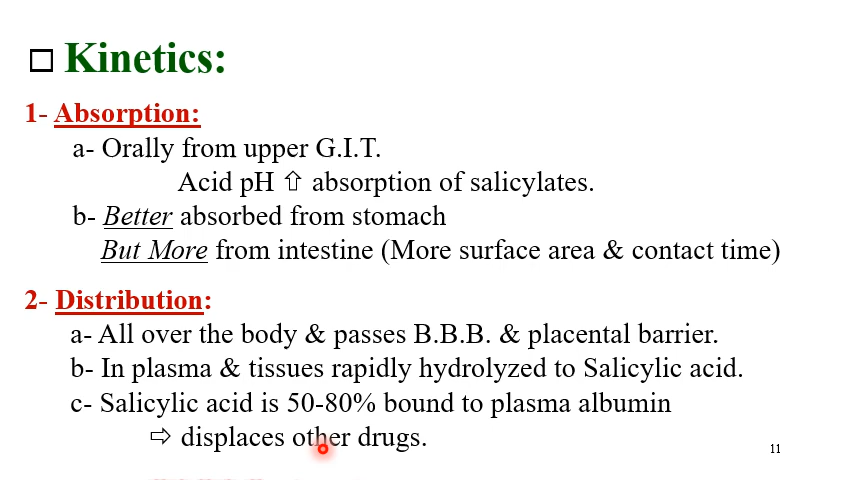 □ Kinetics:
1- Absorption:
a- Orally from upper G.I.T.
Acid pH ⇧ absorption of salicylates.
b- Better absorbed from stomach
But More from intestine (More surface area & contact time)
2- Distribution:
a- All over the body & passes B.B.B. & placental barrier.
b- In plasma & tissues rapidly hydrolyzed to Salicylic acid.
c- Salicylic acid is 50-80% bound to plasma albumin
⇨ displaces other drugs.
11